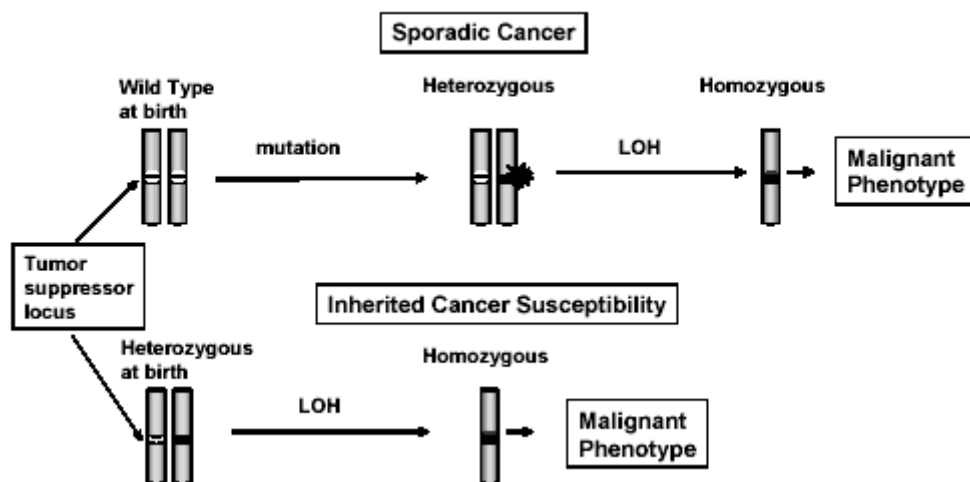 Sporadic Cancer
Wild Type
at birth
mutation
Heterozygous
LOH
Homozygous
Malignant
Phenotype
Tumor
suppressor
locus
Inherited Cancer Susceptibility
Heterozygous
at birth
LOH
Homozygous
Malignant
Phenotype